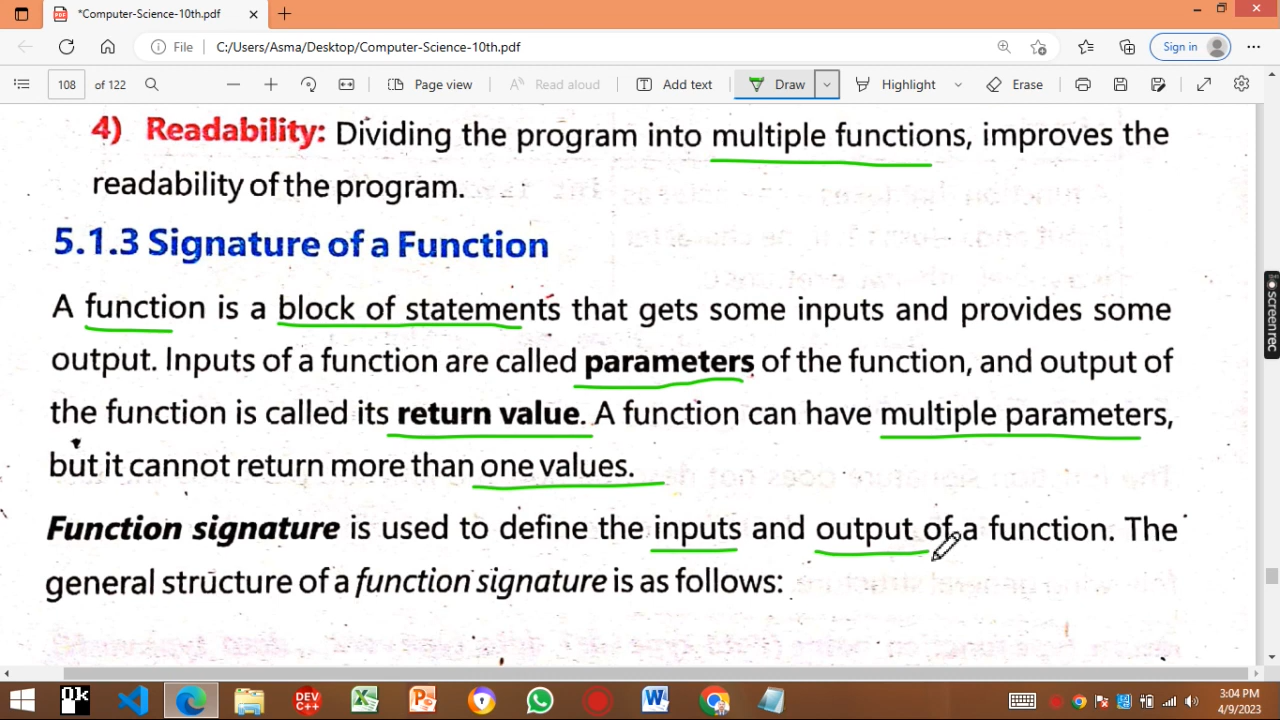 *Computer-Science-10th.pdf
File C:/Users/Asma/Desktop/Computer-Science-10th.pdf Sign in
108 of 122 Page view Read aloud Add text Draw Highlight Erase
4) Readability: Dividing the program into multiple functions, improves the
readability of the program.
5.1.3 Signature of a Function
A function is a block of statements that gets some inputs and provides some
output. Inputs of a function are called parameters of the function, and output of
the function is called its return value. A function can have multiple parameters,
but it cannot return more than one values.
Function signature is used to define the inputs and output of a function. The
general structure of a function signature is as follows:
screenrec
Ok
DEV
C++
3:04 PM
4/9/2023